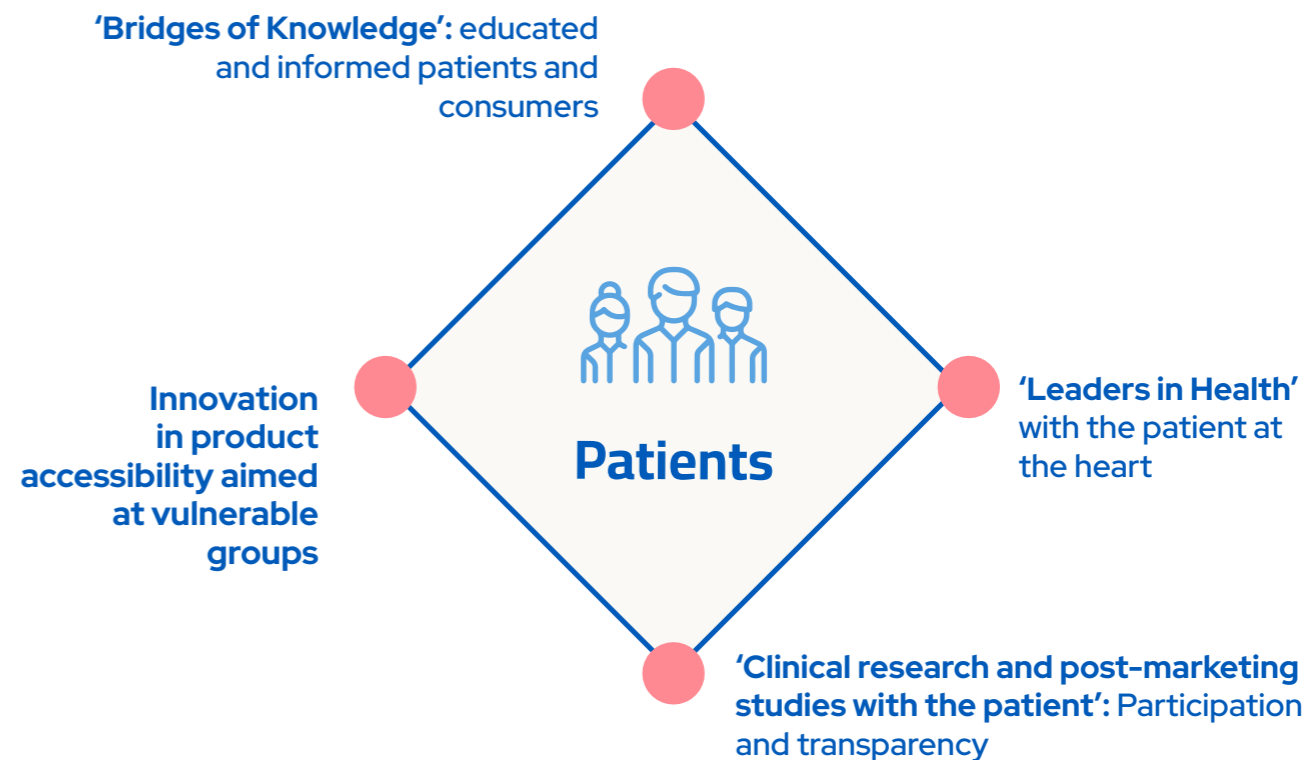 ‘Bridges of Knowledge’: educated
and informed patients and
consumers
Innovation
in product
accessibility aimed
at vulnerable
groups
Patients
‘Leaders in Health’
with the patient at
the heart
‘Clinical research and post-marketing
studies with the patient’: Participation
and transparency